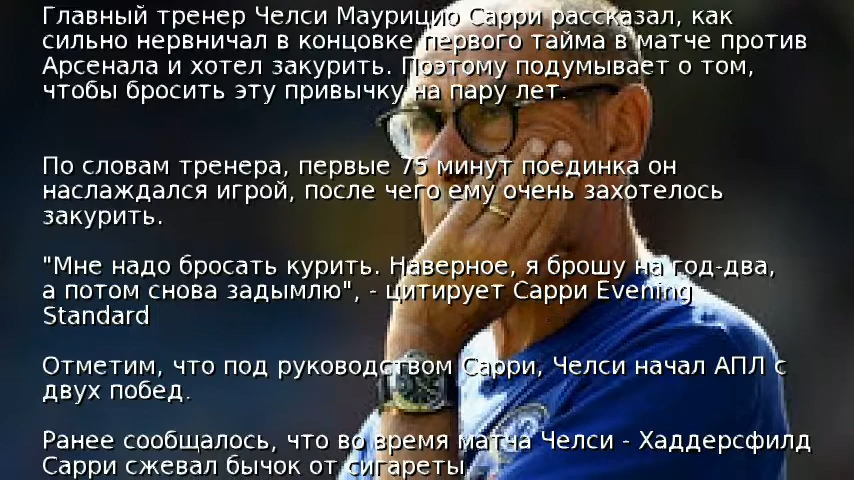 Главный тренер Челси Маурицио Сарри рассказал, как
сильно нервничал в концовке первого тайма в матче против
Арсенала и хотел закурить. Поэтому подумывает о том,
чтобы бросить эту привычку на пару лет.
По словам тренера, первые 75 минут поединка он
наслаждался игрой, после чего ему очень захотелось
закурить.
"Мне надо бросать курить. Наверное, я брошу на год-два,
а потом снова задымлю", - цитирует Сарри Evening
Standard
Отметим, что под руководством Сарри, Челси начал АПЛ с
двух побед.
Ранее сообщалось, что во время матча Челси - Хаддерсфилд
Сарри сжевал бычок от сигареты